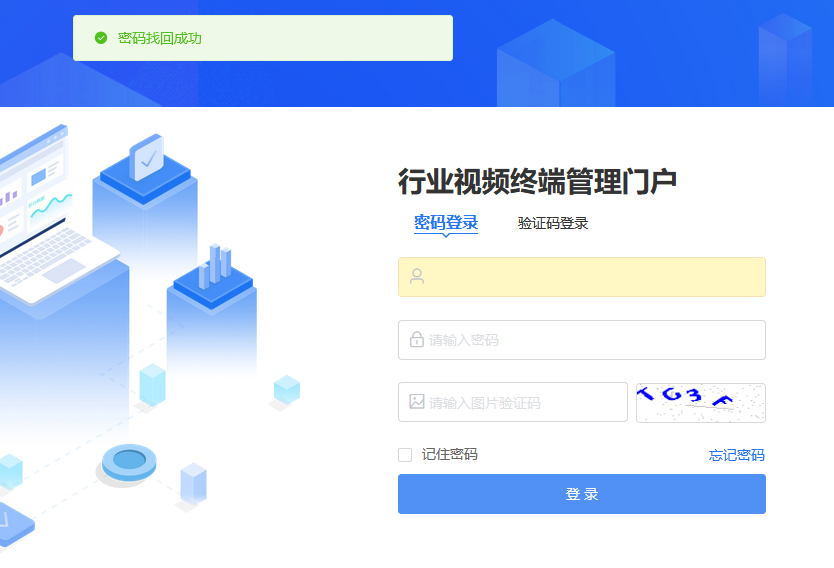 密码找回成功
行业视频终端管理门户
密码登录 验证码登录
请输入密码
请输入图片验证码 TG3A
记住密码 忘记密码
登 录